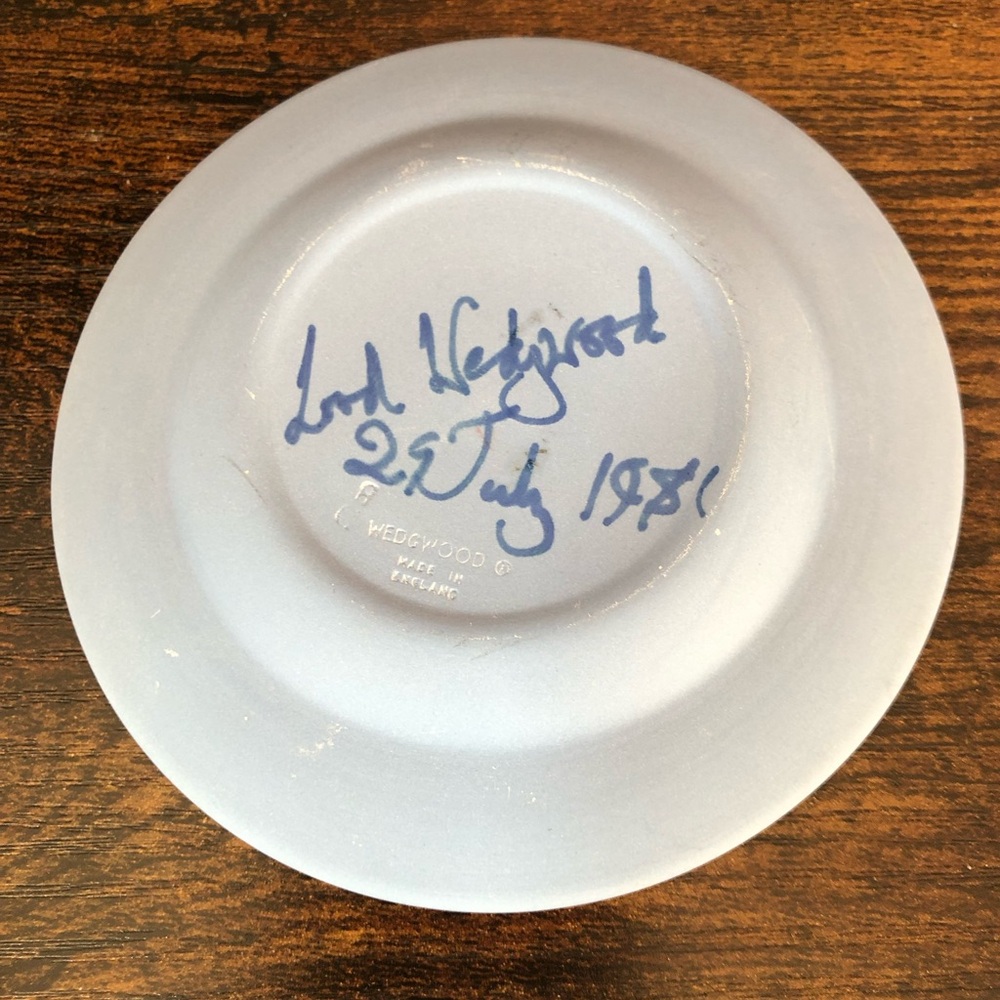 Lord Wedgwood
29 July 1981
WEDGWOOD ®
MADE IN
ENGLAND